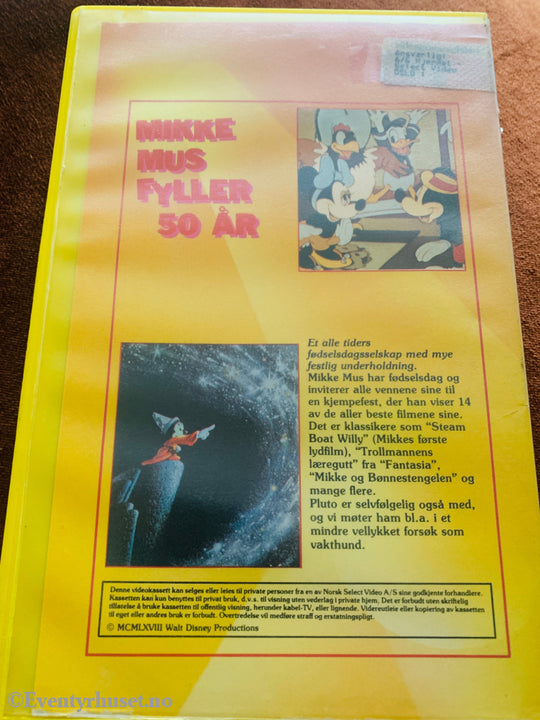 Ansvarlig:
A/S Hjemmet -
Select Video
OSLO 1
MIKKE
MUS
FYLLER
50 ÅR
Et alle tiders
fødselsdagsselskap med mye
festlig underholdning.
Mikke Mus har fødselsdag og
inviterer alle vennene sine til
en kjempefest, der han viser 14
av de aller beste filmene sine.
Det er klassikere som “Steam
Boat Willy” (Mikkes første
lydfilm), “Trollmannens
læregutt” fra “Fantasia”,
“Mikke og Bønnestengelen” og
mange flere.
Pluto er selvfølgelig også med,
og vi møter ham bl.a. i et
mindre vellykket forsøk som
vakthund.
Denne videokassett kan selges eller leies til private personer fra en av Norsk Select Video A/S sine godkjente forhandlere.
Kassetten kan kun benyttes til privat bruk, d.v.s. til visning uten vederlag i private hjem. Det er forbudt uten skriftlig
tillatelse å bruke kassetten til offentlig visning, herunder kabel-TV, eller lignende. Videreutleie eller kopiering av kassetten
til eget eller andres bruk er forbudt. Overtredelse vil medføre straff og erstatningspligt.
© MCMLXVIII Walt Disney Productions
©Eventyrhuset.no